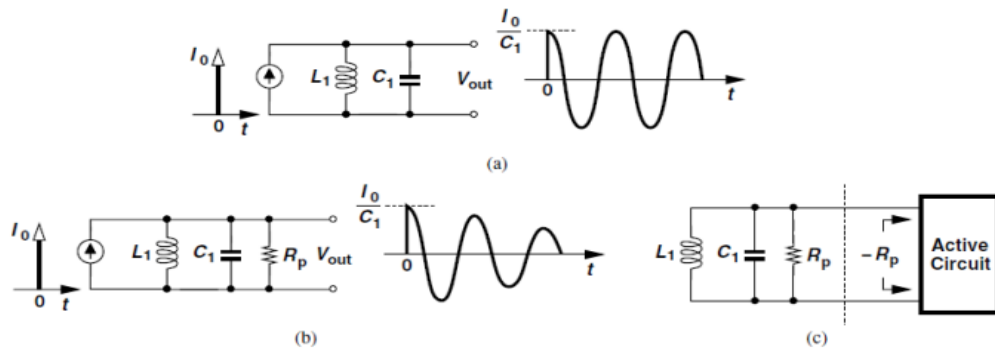 I0
0
t
L1
C1
Vout
I0
C1
0
t
(a)
I0
0
t
L1
C1
Rp
Vout
I0
C1
0
t
(b)
L1
C1
Rp
– Rp
Active
Circuit
(c)